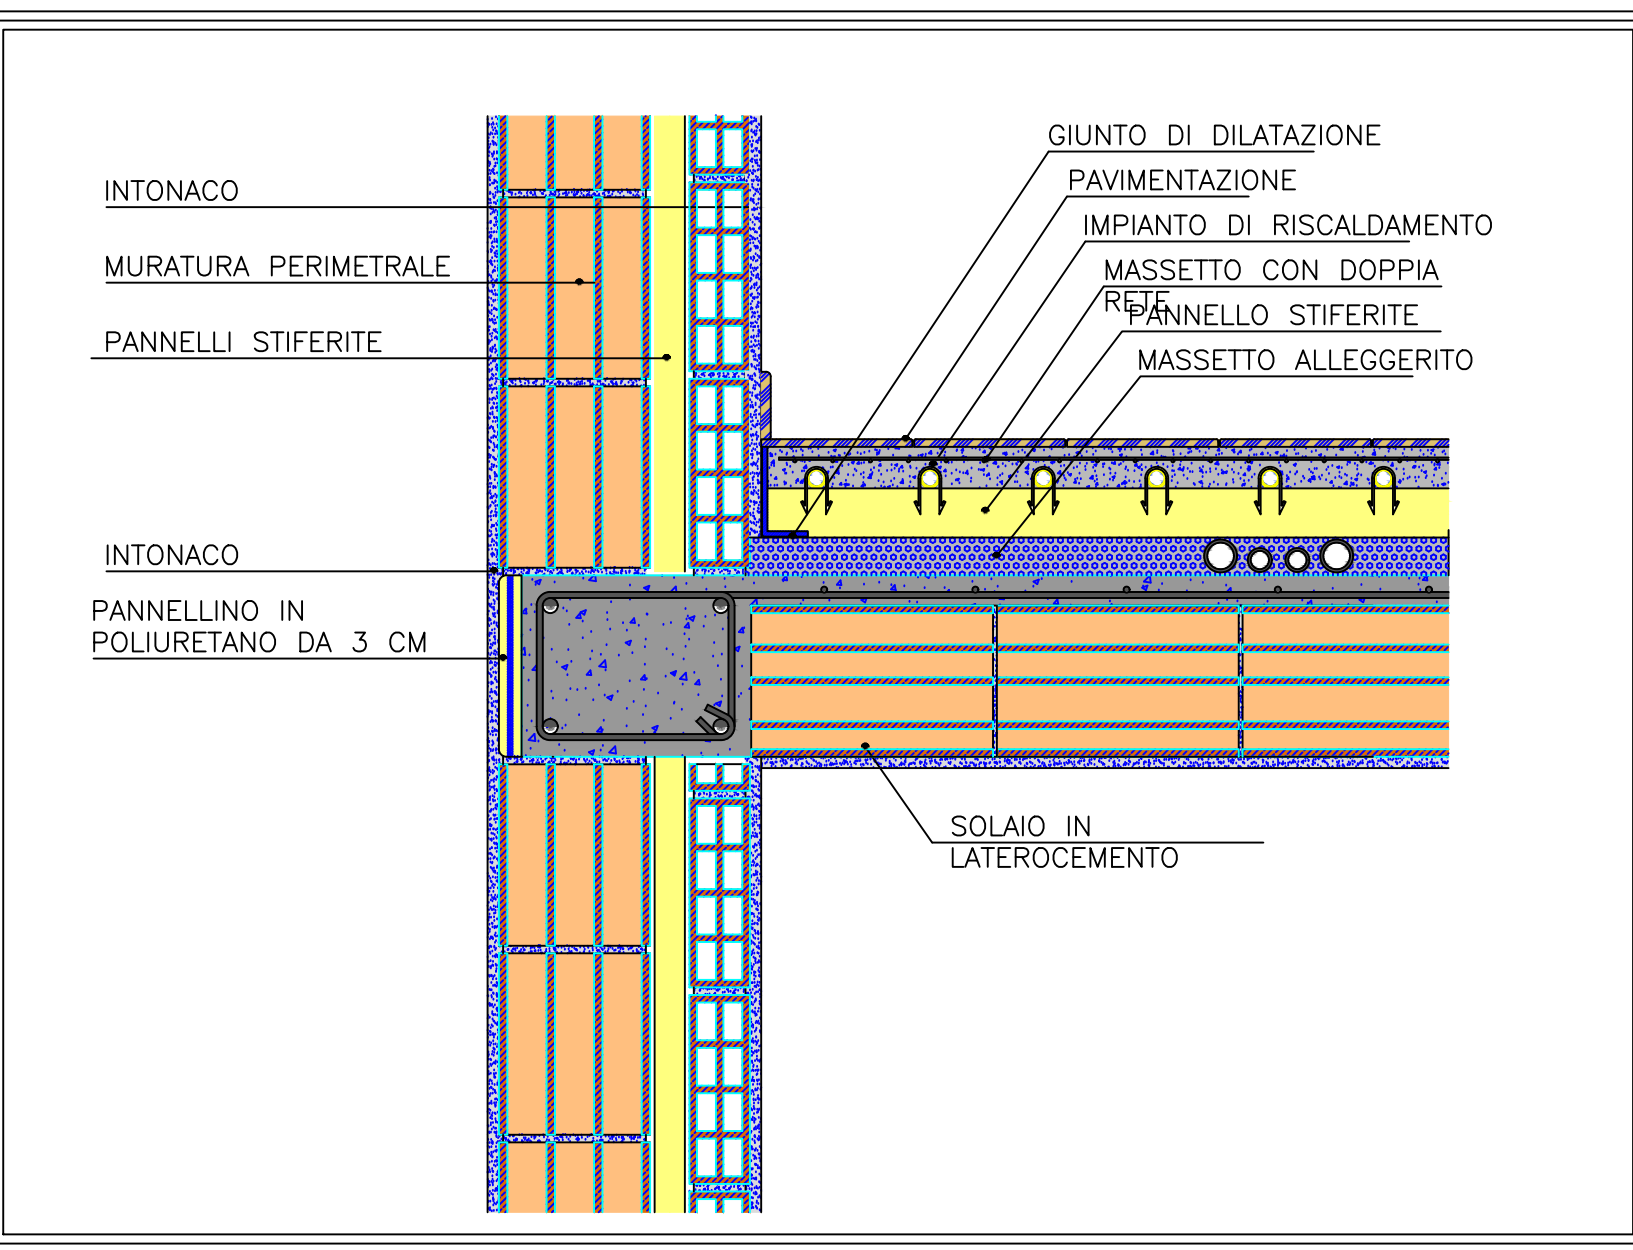 INTONACO
MURATURA PERIMETRALE
PANNELLI STIFERITE
INTONACO
PANNELLINO IN
POLIURETANO DA 3 CM
GIUNTO DI DILATAZIONE
PAVIMENTAZIONE
IMPIANTO DI RISCALDAMENTO
MASSETTO CON DOPPIA
RETE
PANNELLO STIFERITE
MASSETTO ALLEGGERITO
SOLAIO IN
LATEROCEMENTO